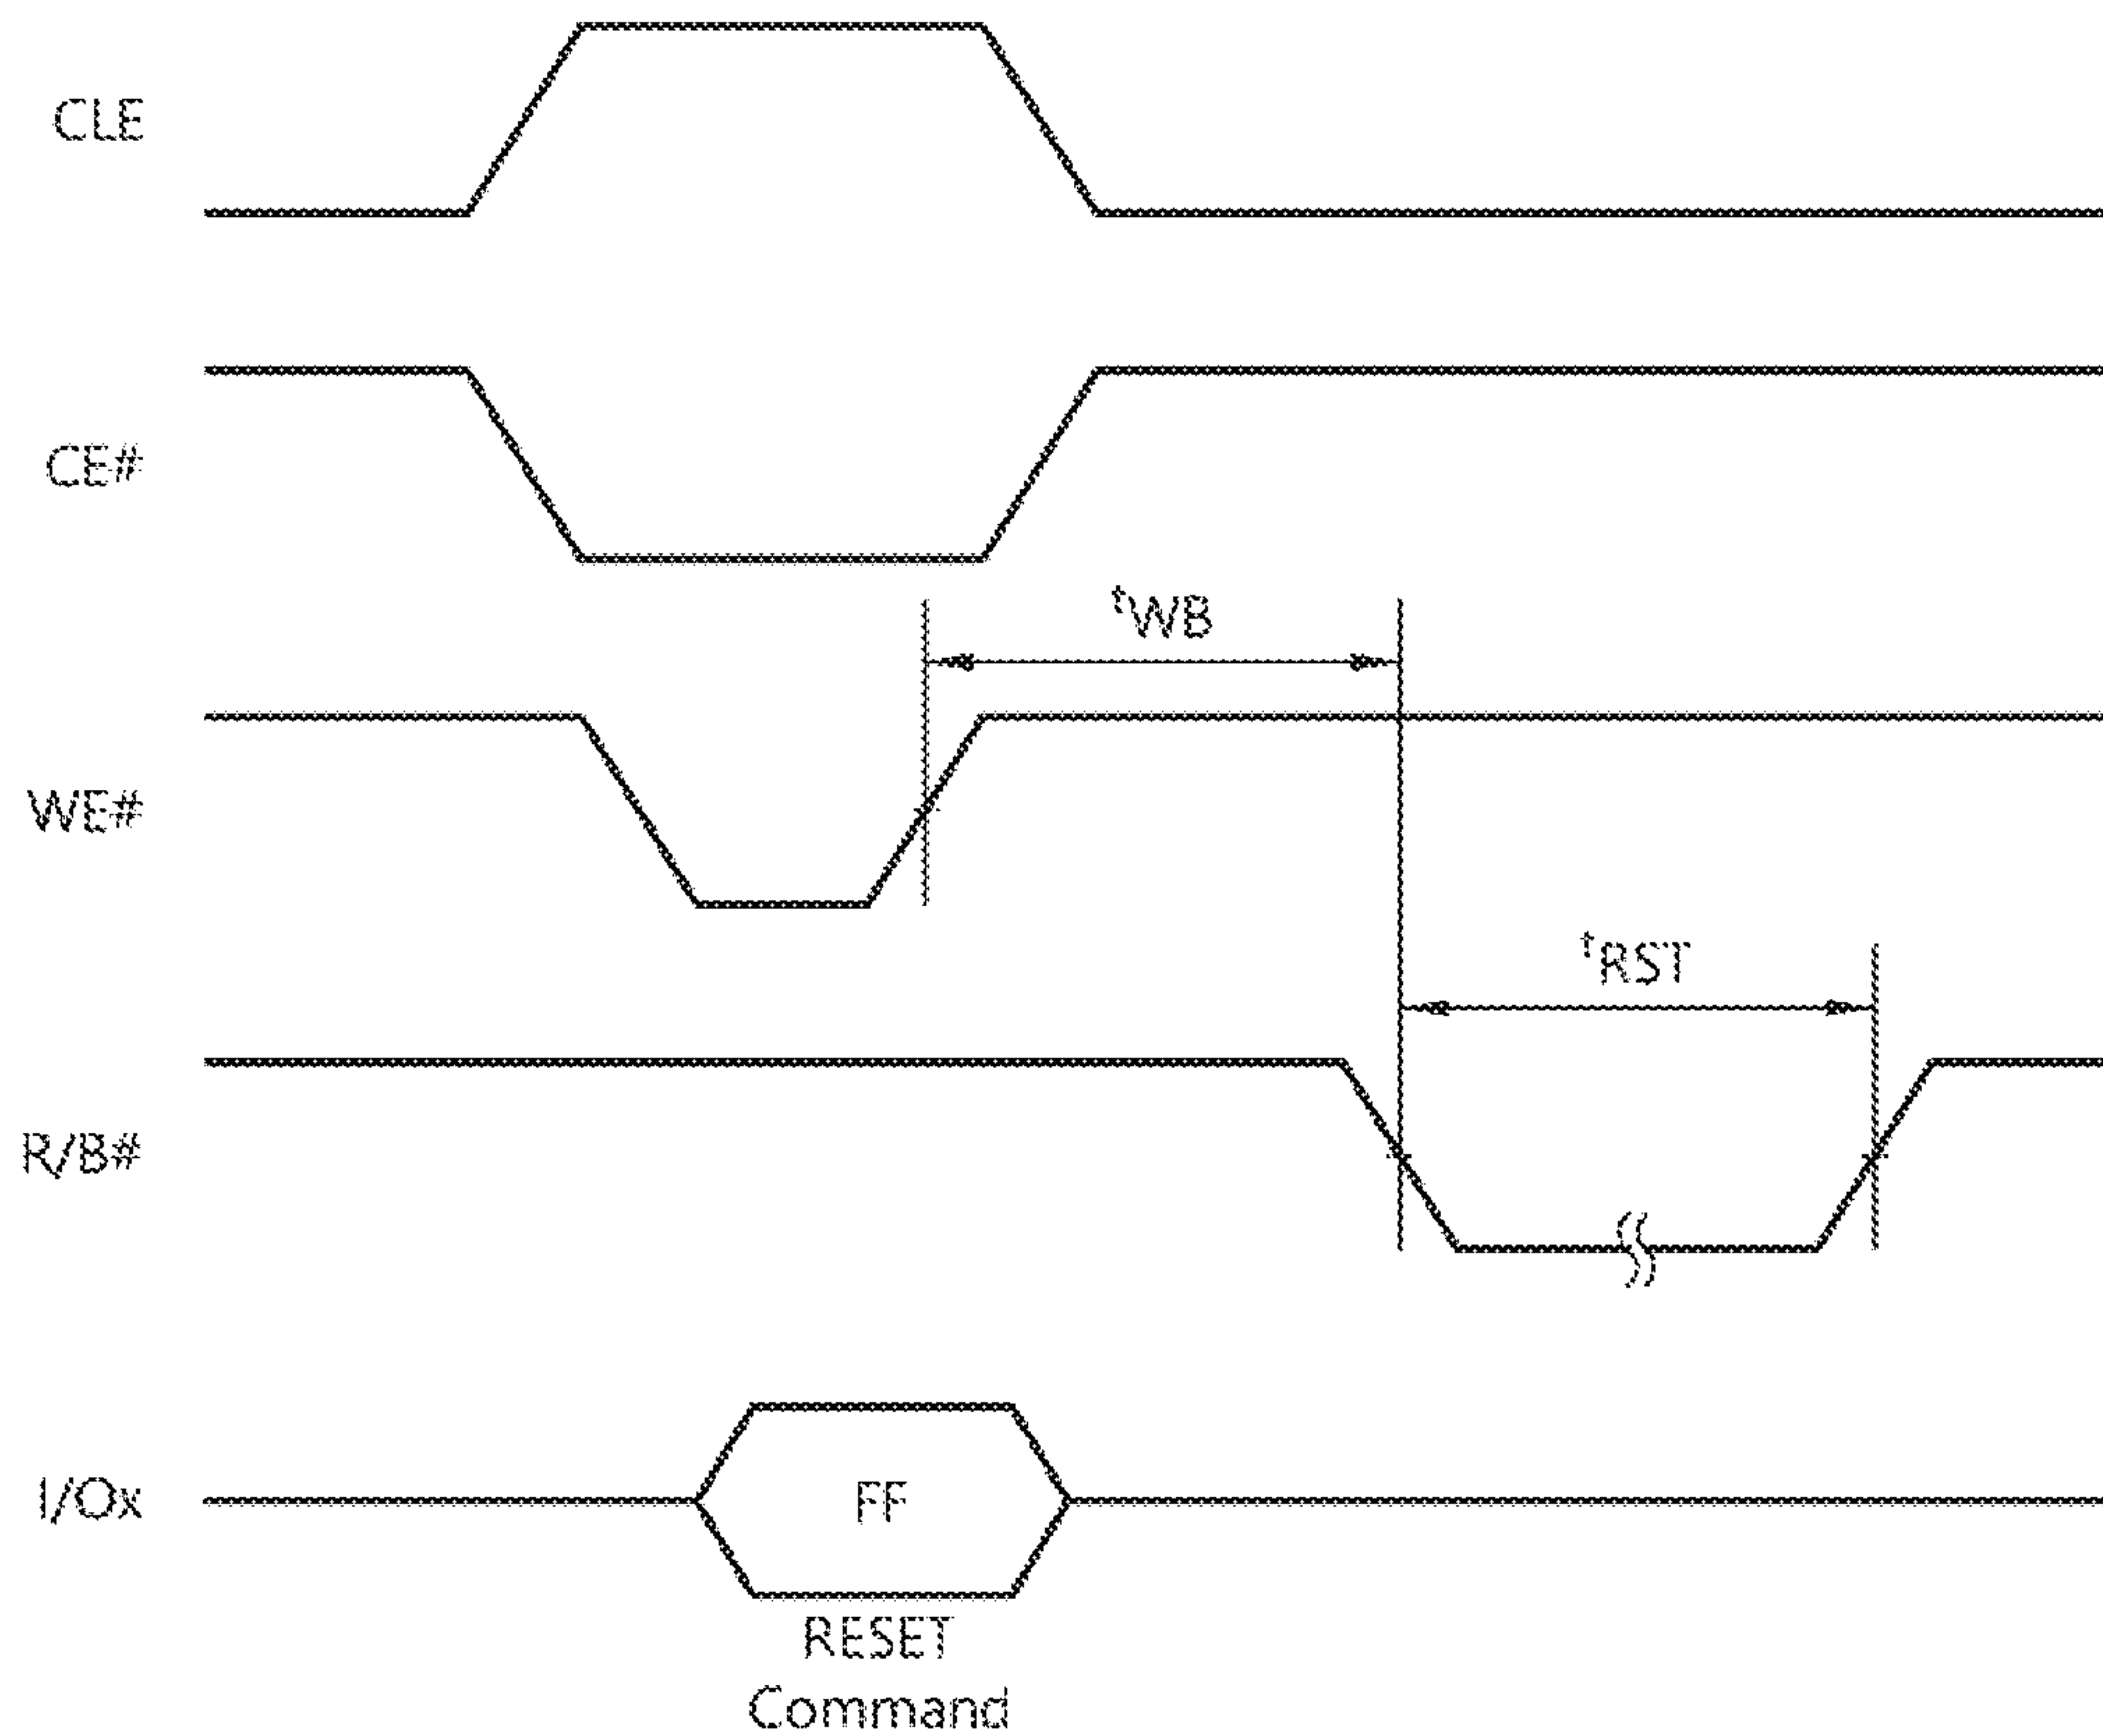 CLE
CE#
tWB
WE#
tRST
R/B#
I/Ox
FF
RESET
Command